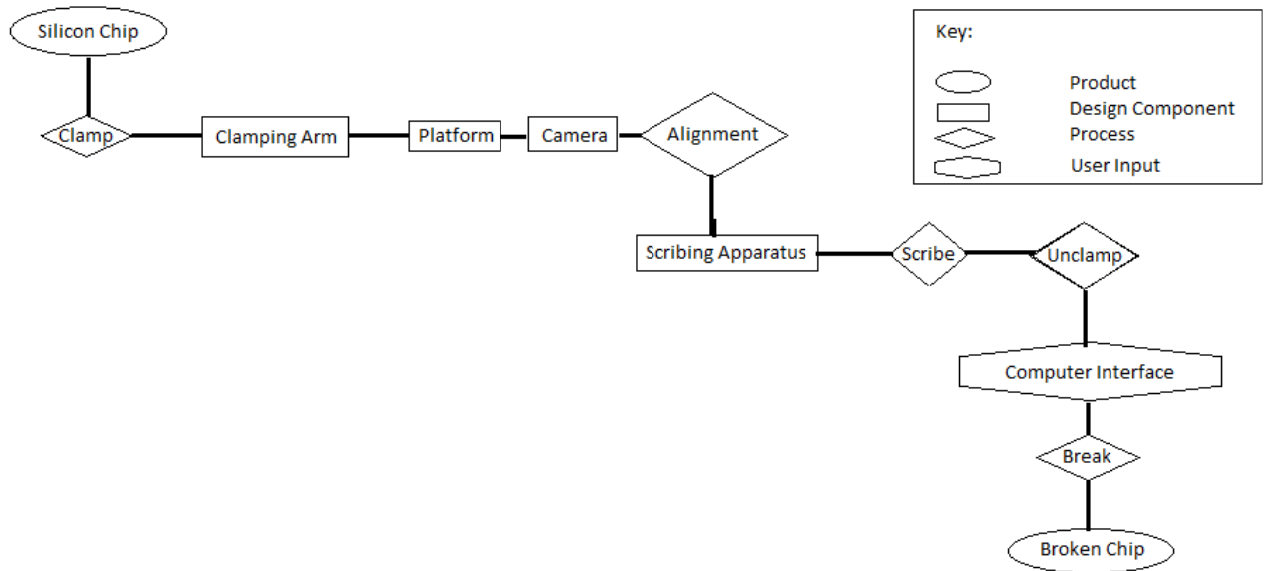 Silicon Chip
Key:
Product
Design Component
Process
User Input
Clamp
Clamping Arm
Platform
Camera
Alignment
Scribing Apparatus
Scribe
Unclamp
Computer Interface
Break
Broken Chip